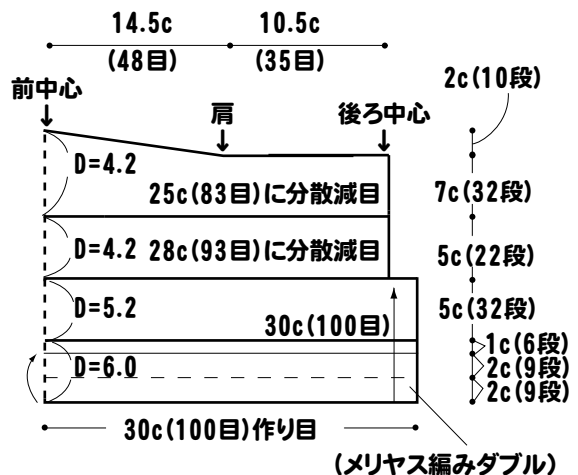 14.5c
(48目)
10.5c
(35目)
前中心
肩
後ろ中心
2c(10段)
D=4.2
25c(83目)に分散減目
7c(32段)
D=4.2
28c(93目)に分散減目
5c(22段)
D=5.2
5c(32段)
30c(100目)
1c(6段)
D=6.0
2c(9段)
2c(9段)
30c(100目)作り目
(メリヤス編みダブル)